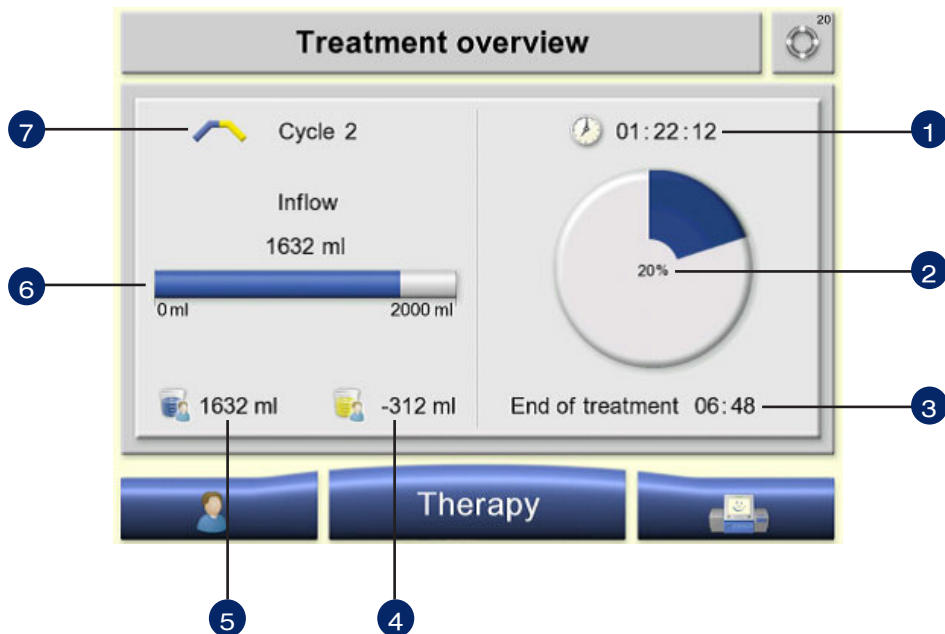 Treatment overview
20
7
Cycle 2
01:22:12
1
Inflow
1632 ml
6
0 ml
2000 ml
20%
2
1632 ml
-312 ml
End of treatment 06:48
3
Therapy
5
4